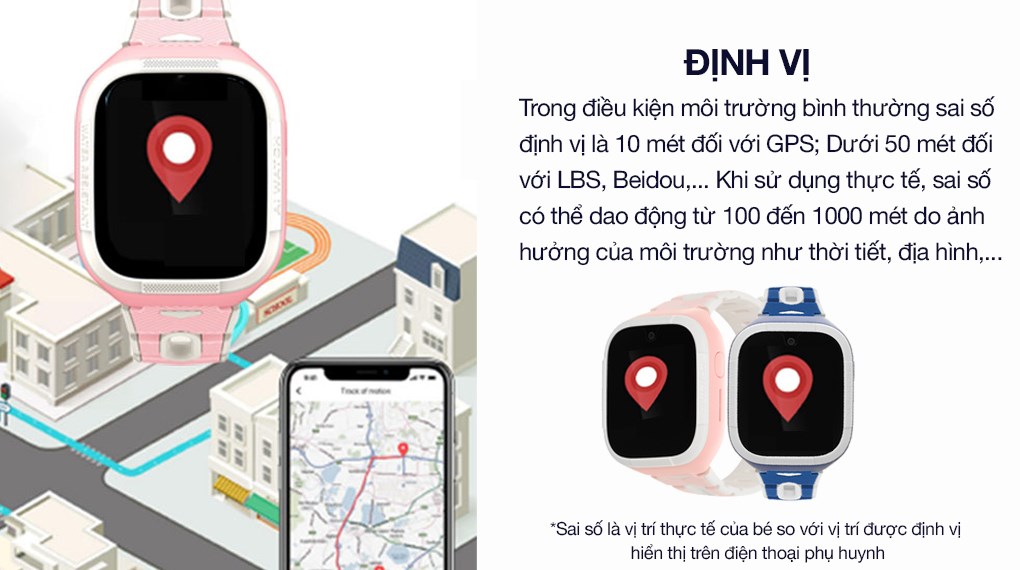 ĐỊNH VỊ
Trong điều kiện môi trường bình thường sai số
định vị là 10 mét đối với GPS; Dưới 50 mét đối
với LBS, Beidou,... Khi sử dụng thực tế, sai số
có thể dao động từ 100 đến 1000 mét do ảnh
hưởng của môi trường như thời tiết, địa hình,...
SCHOOL
9:41
Track of motion
*Sai số là vị trí thực tế của bé so với vị trí được định vị
hiển thị trên điện thoại phụ huynh